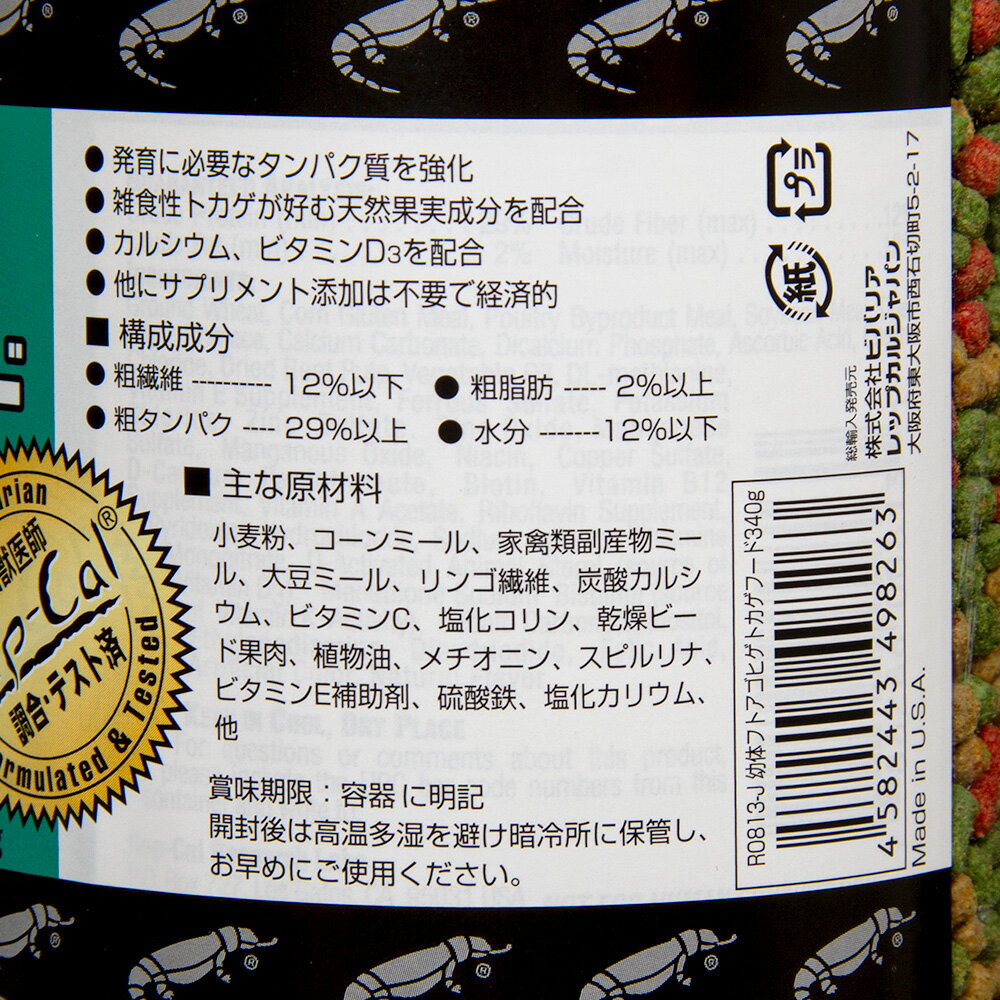 ● 発育に必要なタンパク質を強化
● 雑食性トカゲが好む天然果実成分を配合
● カルシウム、ビタミンD3を配合
● 他にサプリメント添加は不要で経済的
■ 構成成分
● 粗繊維 ---------- 12%以下 ● 粗脂肪 ----- 2%以上
● 粗タンパク --- 29%以上 ● 水分 -------12%以下
■ 主な原材料
小麦粉、コーンミール、家禽類副産物ミー
ル、大豆ミール、リンゴ繊維、炭酸カルシ
ウム、ビタミンC、塩化コリン、乾燥ビー
ド果肉、植物油、メチオニン、スピルリナ、
ビタミンE補助剤、硫酸鉄、塩化カリウム、
他
賞味期限：容器 に明記
開封後は高温多湿を避け暗冷所に保管し、
お早めにご使用ください。
プラ
紙
総輸入発売元
株式会社ビバリア
レップカルジャパン
大阪府東大阪市西石切町5-2-17
R0813-J 幼体フトアゴヒゲトカゲフード340g
4 582443 498263
Made in U.S.A.
獣医師
p-Cal®
調合・テスト済
rmulated & Tested
KEEP IN COOL, DRY PLACE